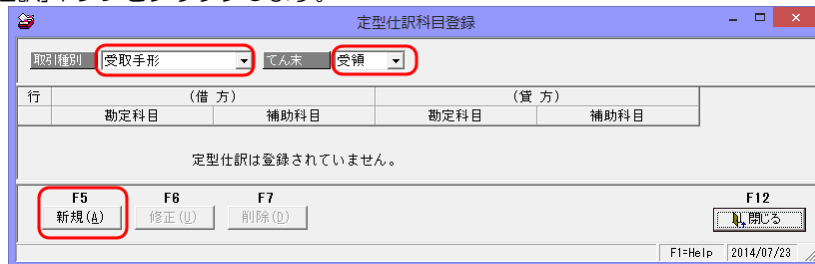 定型仕訳科目登録
取引種別 受取手形 てん末 受領
行 (借 方) (貸 方)
勘定科目 補助科目 勘定科目 補助科目
定型仕訳は登録されていません。
F5 F6 F7 F12
新規(A) 修正(U) 削除(D) 閉じる
F1=Help 2014/07/23